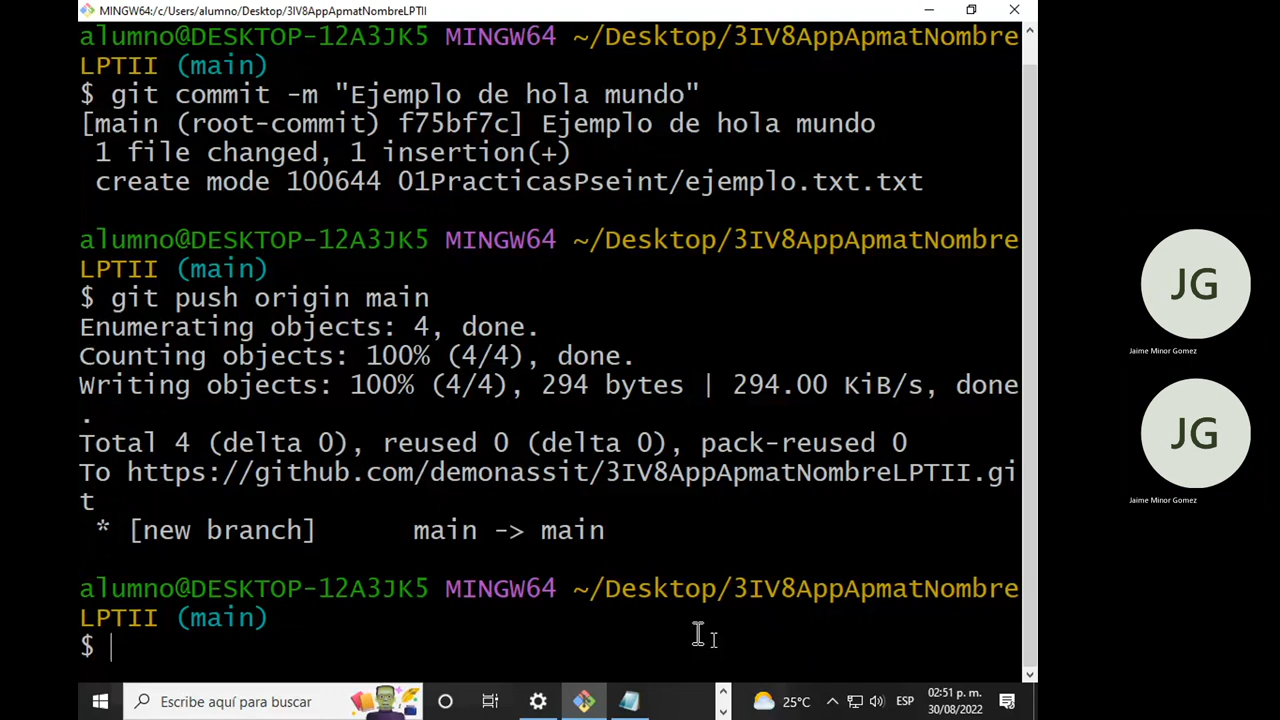 MINGW64:/c/Users/alumno/Desktop/3IV8AppApmatNombreLPTII
alumno@DESKTOP-12A3JK5 MINGW64 ~/Desktop/3IV8AppApmatNombre
LPTII (main)
$ git commit -m "Ejemplo de hola mundo"
[main (root-commit) f75bf7c] Ejemplo de hola mundo
1 file changed, 1 insertion(+)
create mode 100644 01PracticasPseint/ejemplo.txt.txt
alumno@DESKTOP-12A3JK5 MINGW64 ~/Desktop/3IV8AppApmatNombre
LPTII (main)
$ git push origin main
Enumerating objects: 4, done.
Counting objects: 100% (4/4), done.
Writing objects: 100% (4/4), 294 bytes | 294.00 KiB/s, done
.
Total 4 (delta 0), reused 0 (delta 0), pack-reused 0
To https://github.com/demonassit/3IV8AppApmatNombreLPTII.gi
t
* [new branch]      main -> main
alumno@DESKTOP-12A3JK5 MINGW64 ~/Desktop/3IV8AppApmatNombre
LPTII (main)
$
JG
Jaime Minor Gomez
JG
Jaime Minor Gomez
Escribe aquí para buscar
25°C
ESP
02:51 p. m.
30/08/2022